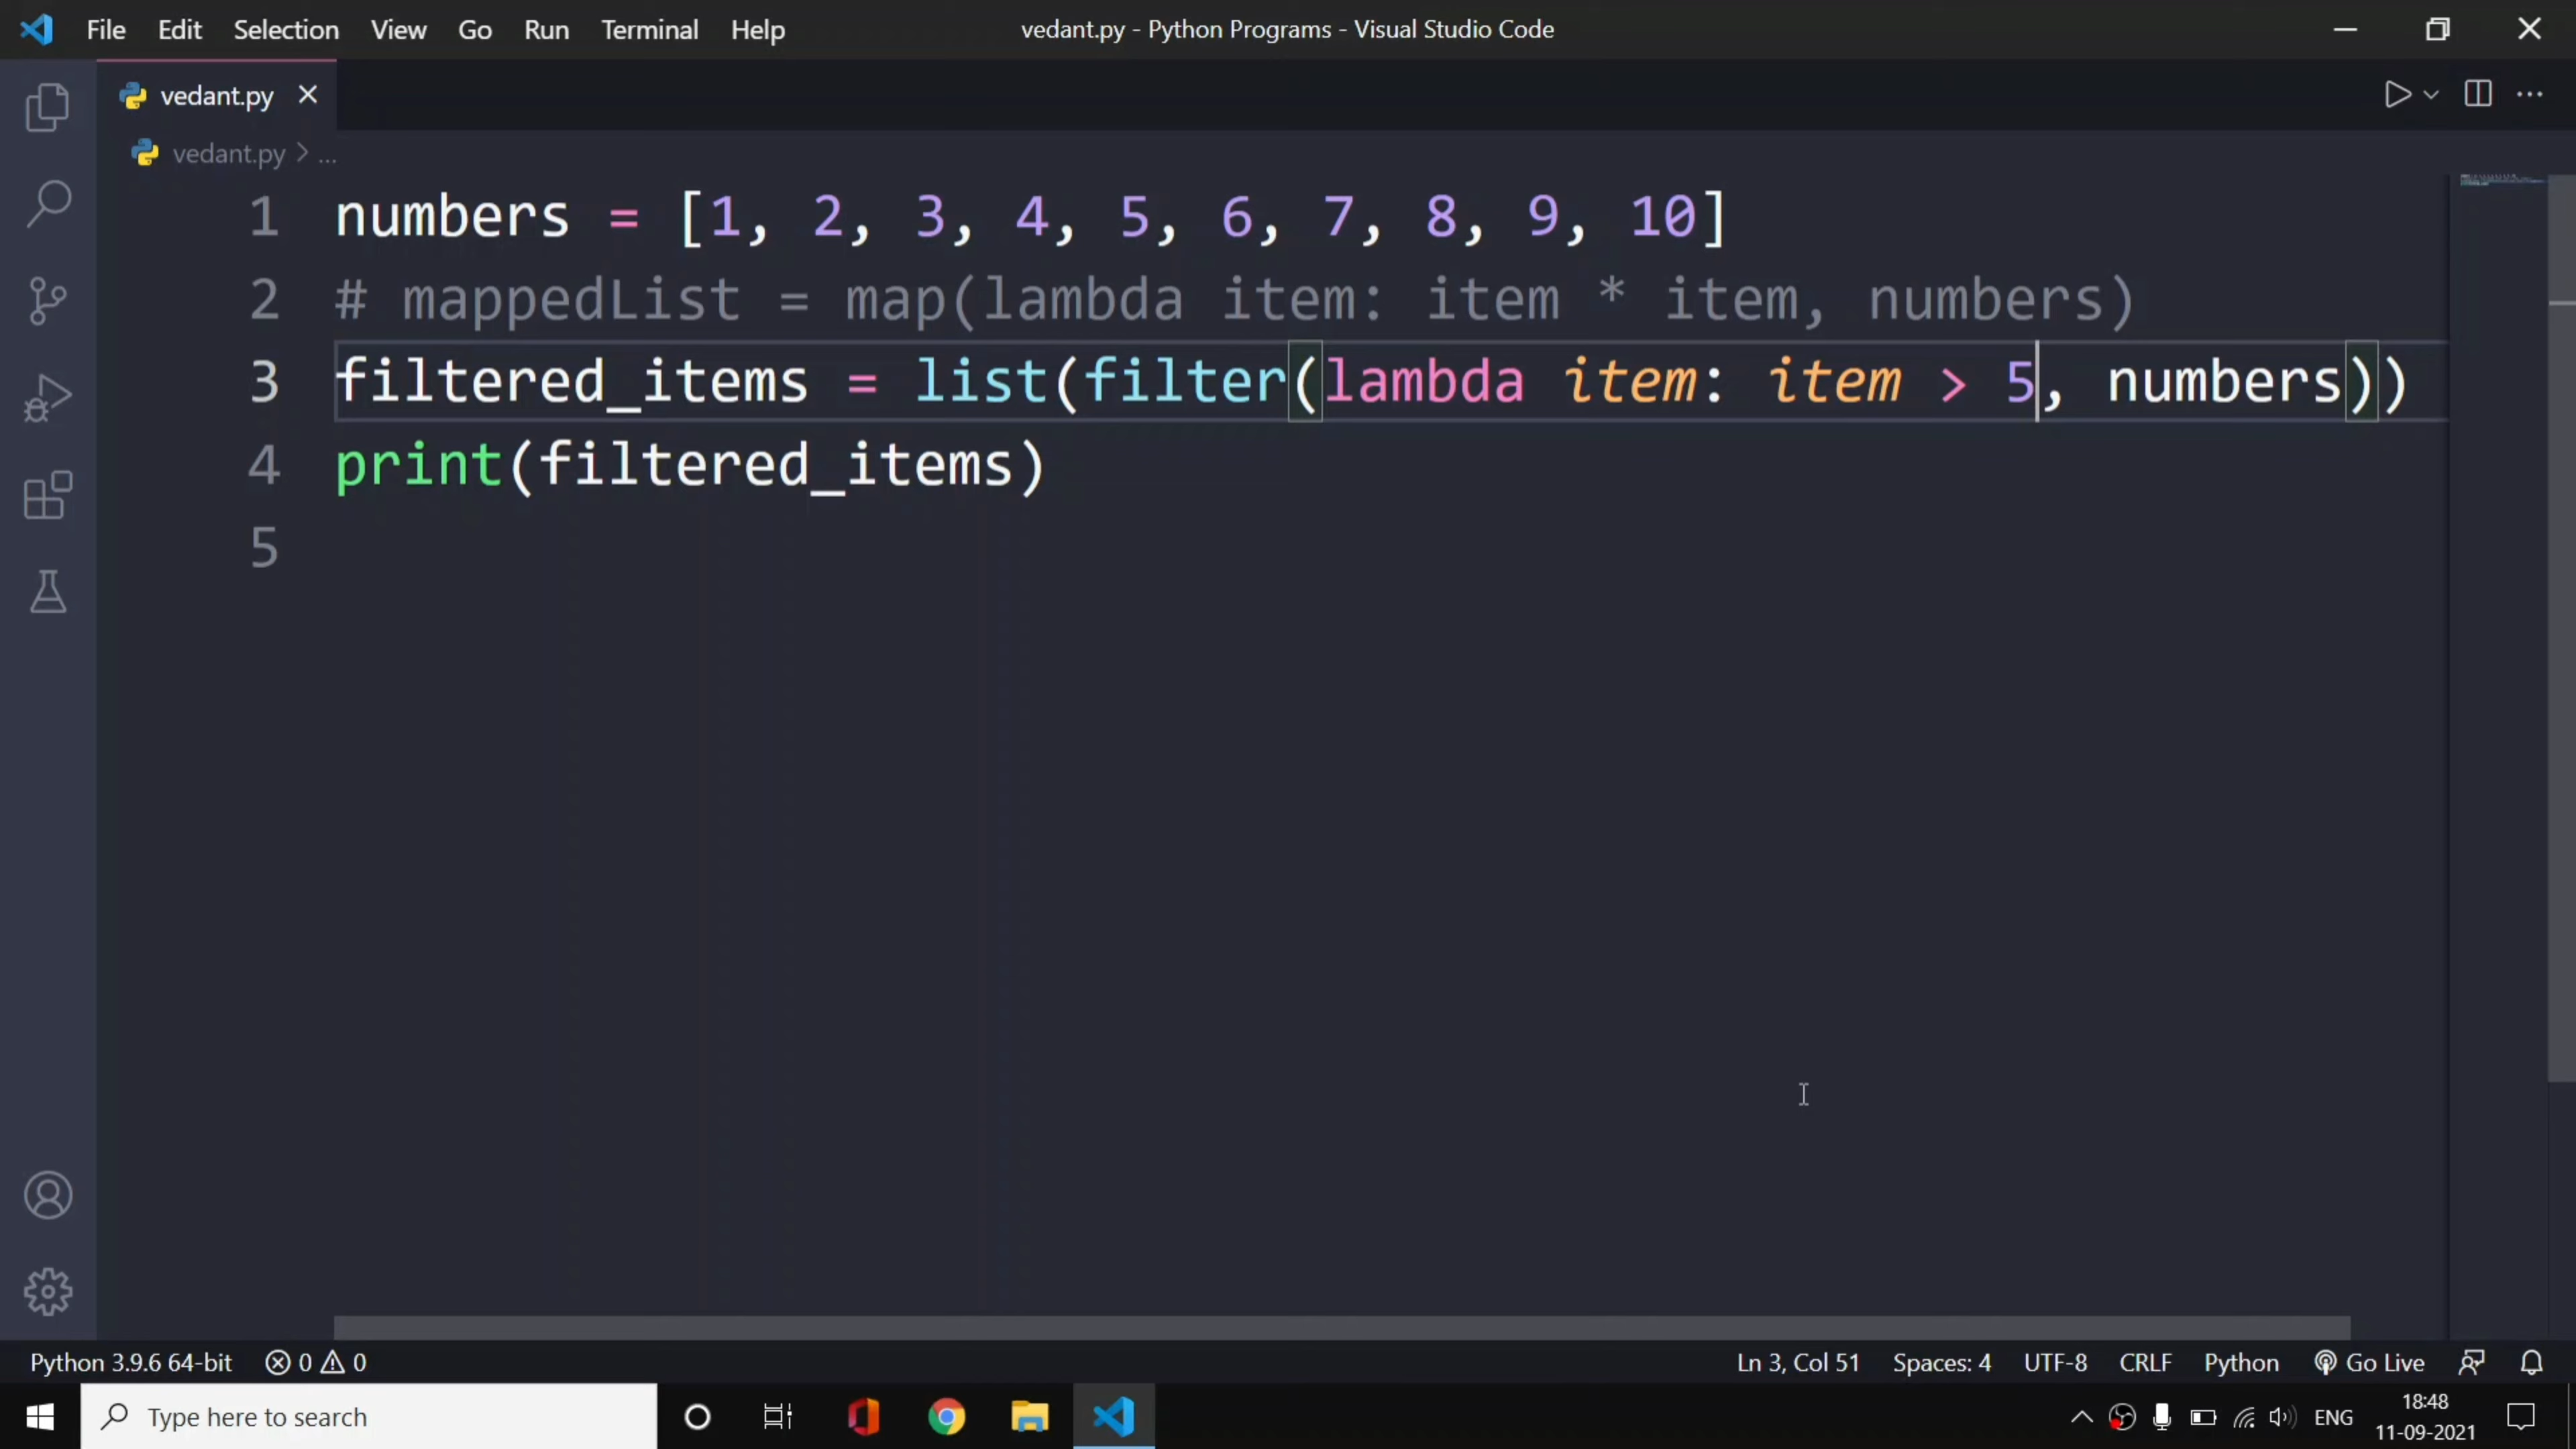 File Edit Selection View Go Run Terminal Help vedant.py - Python Programs - Visual Studio Code
vedant.py
vedant.py > ...
1 numbers = [1, 2, 3, 4, 5, 6, 7, 8, 9, 10]
2 # mappedList = map(lambda item: item * item, numbers)
3 filtered_items = list(filter(lambda item: item > 5, numbers))
4 print(filtered_items)
5
Python 3.9.6 64-bit 0 0 Ln 3, Col 51 Spaces: 4 UTF-8 CRLF Python Go Live
Type here to search ENG 18:48
11-09-2021